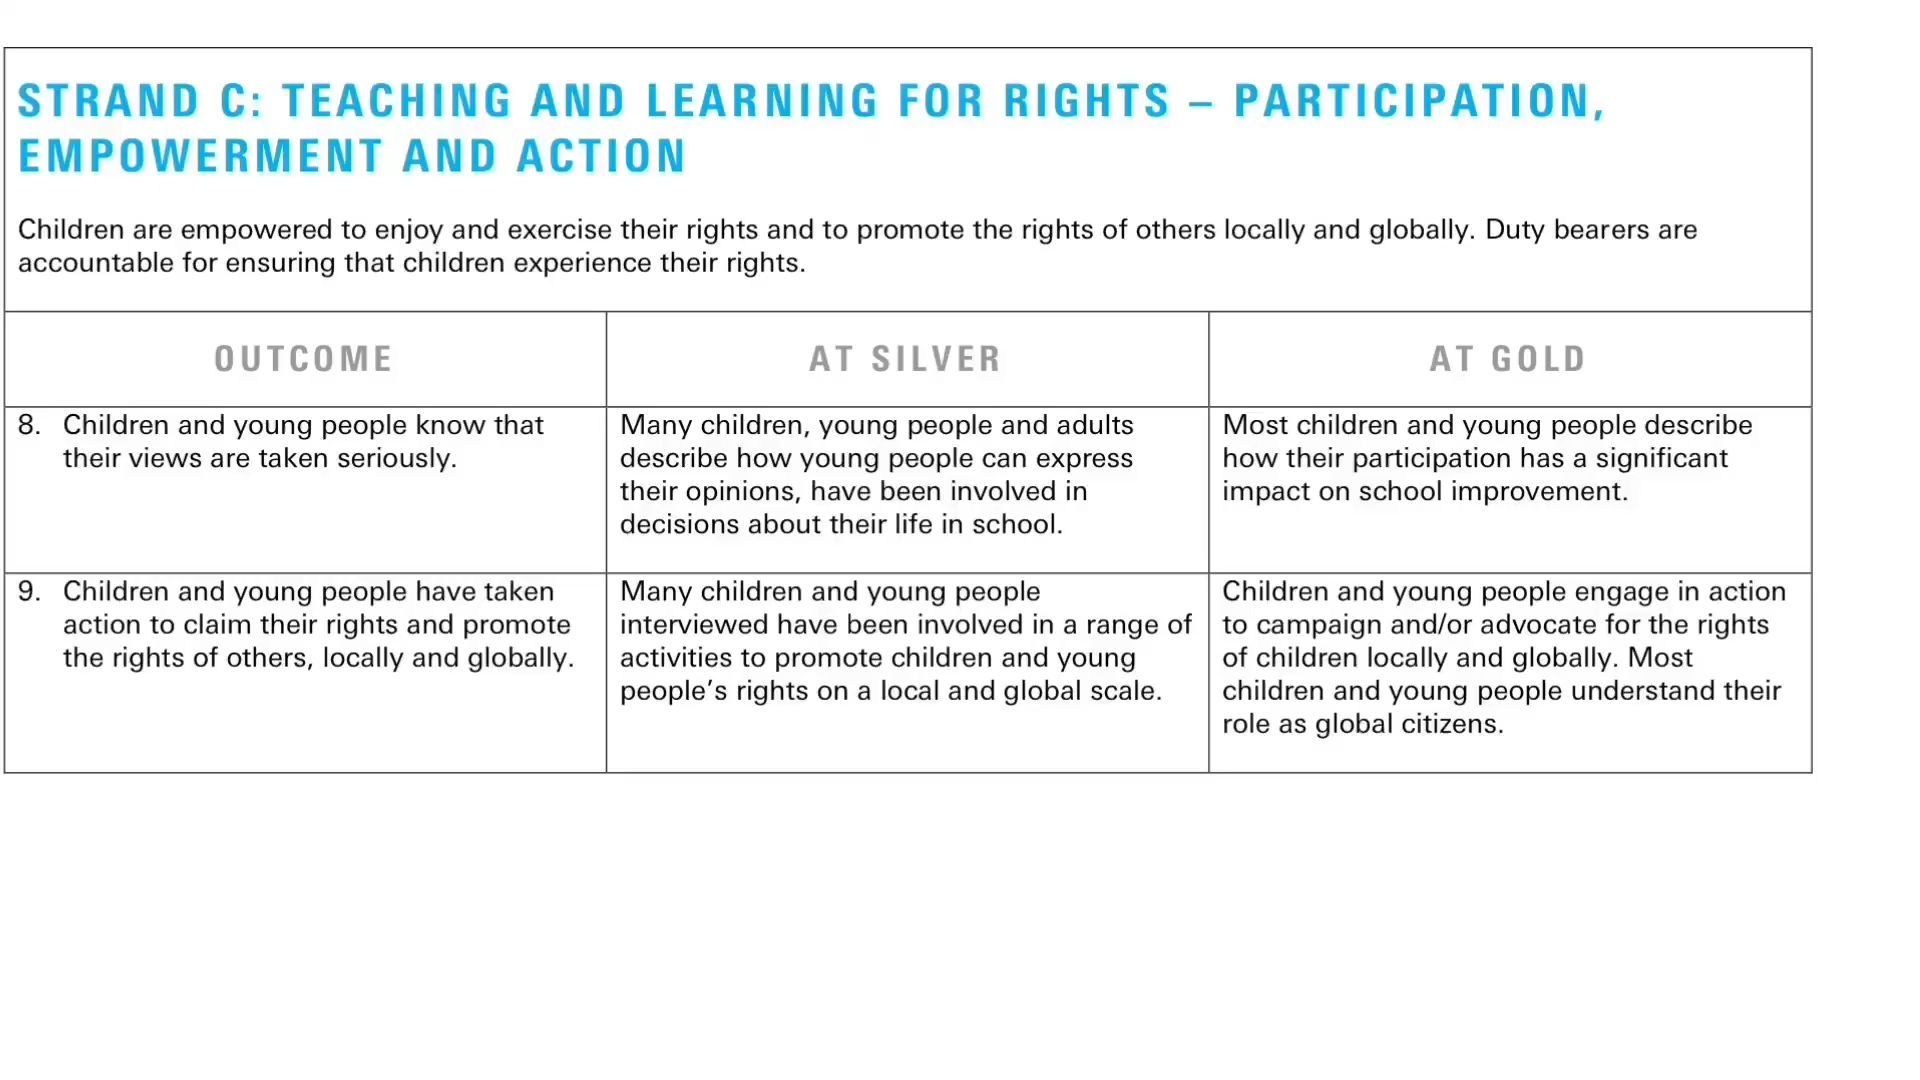 STRAND C: TEACHING AND LEARNING FOR RIGHTS – PARTICIPATION,
EMPOWERMENT AND ACTION
Children are empowered to enjoy and exercise their rights and to promote the rights of others locally and globally. Duty bearers are
accountable for ensuring that children experience their rights.
OUTCOME
AT SILVER
AT GOLD
8. Children and young people know that
their views are taken seriously.
Many children, young people and adults
describe how young people can express
their opinions, have been involved in
decisions about their life in school.
Most children and young people describe
how their participation has a significant
impact on school improvement.
9. Children and young people have taken
action to claim their rights and promote
the rights of others, locally and globally.
Many children and young people
interviewed have been involved in a range of
activities to promote children and young
people’s rights on a local and global scale.
Children and young people engage in action
to campaign and/or advocate for the rights
of children locally and globally. Most
children and young people understand their
role as global citizens.